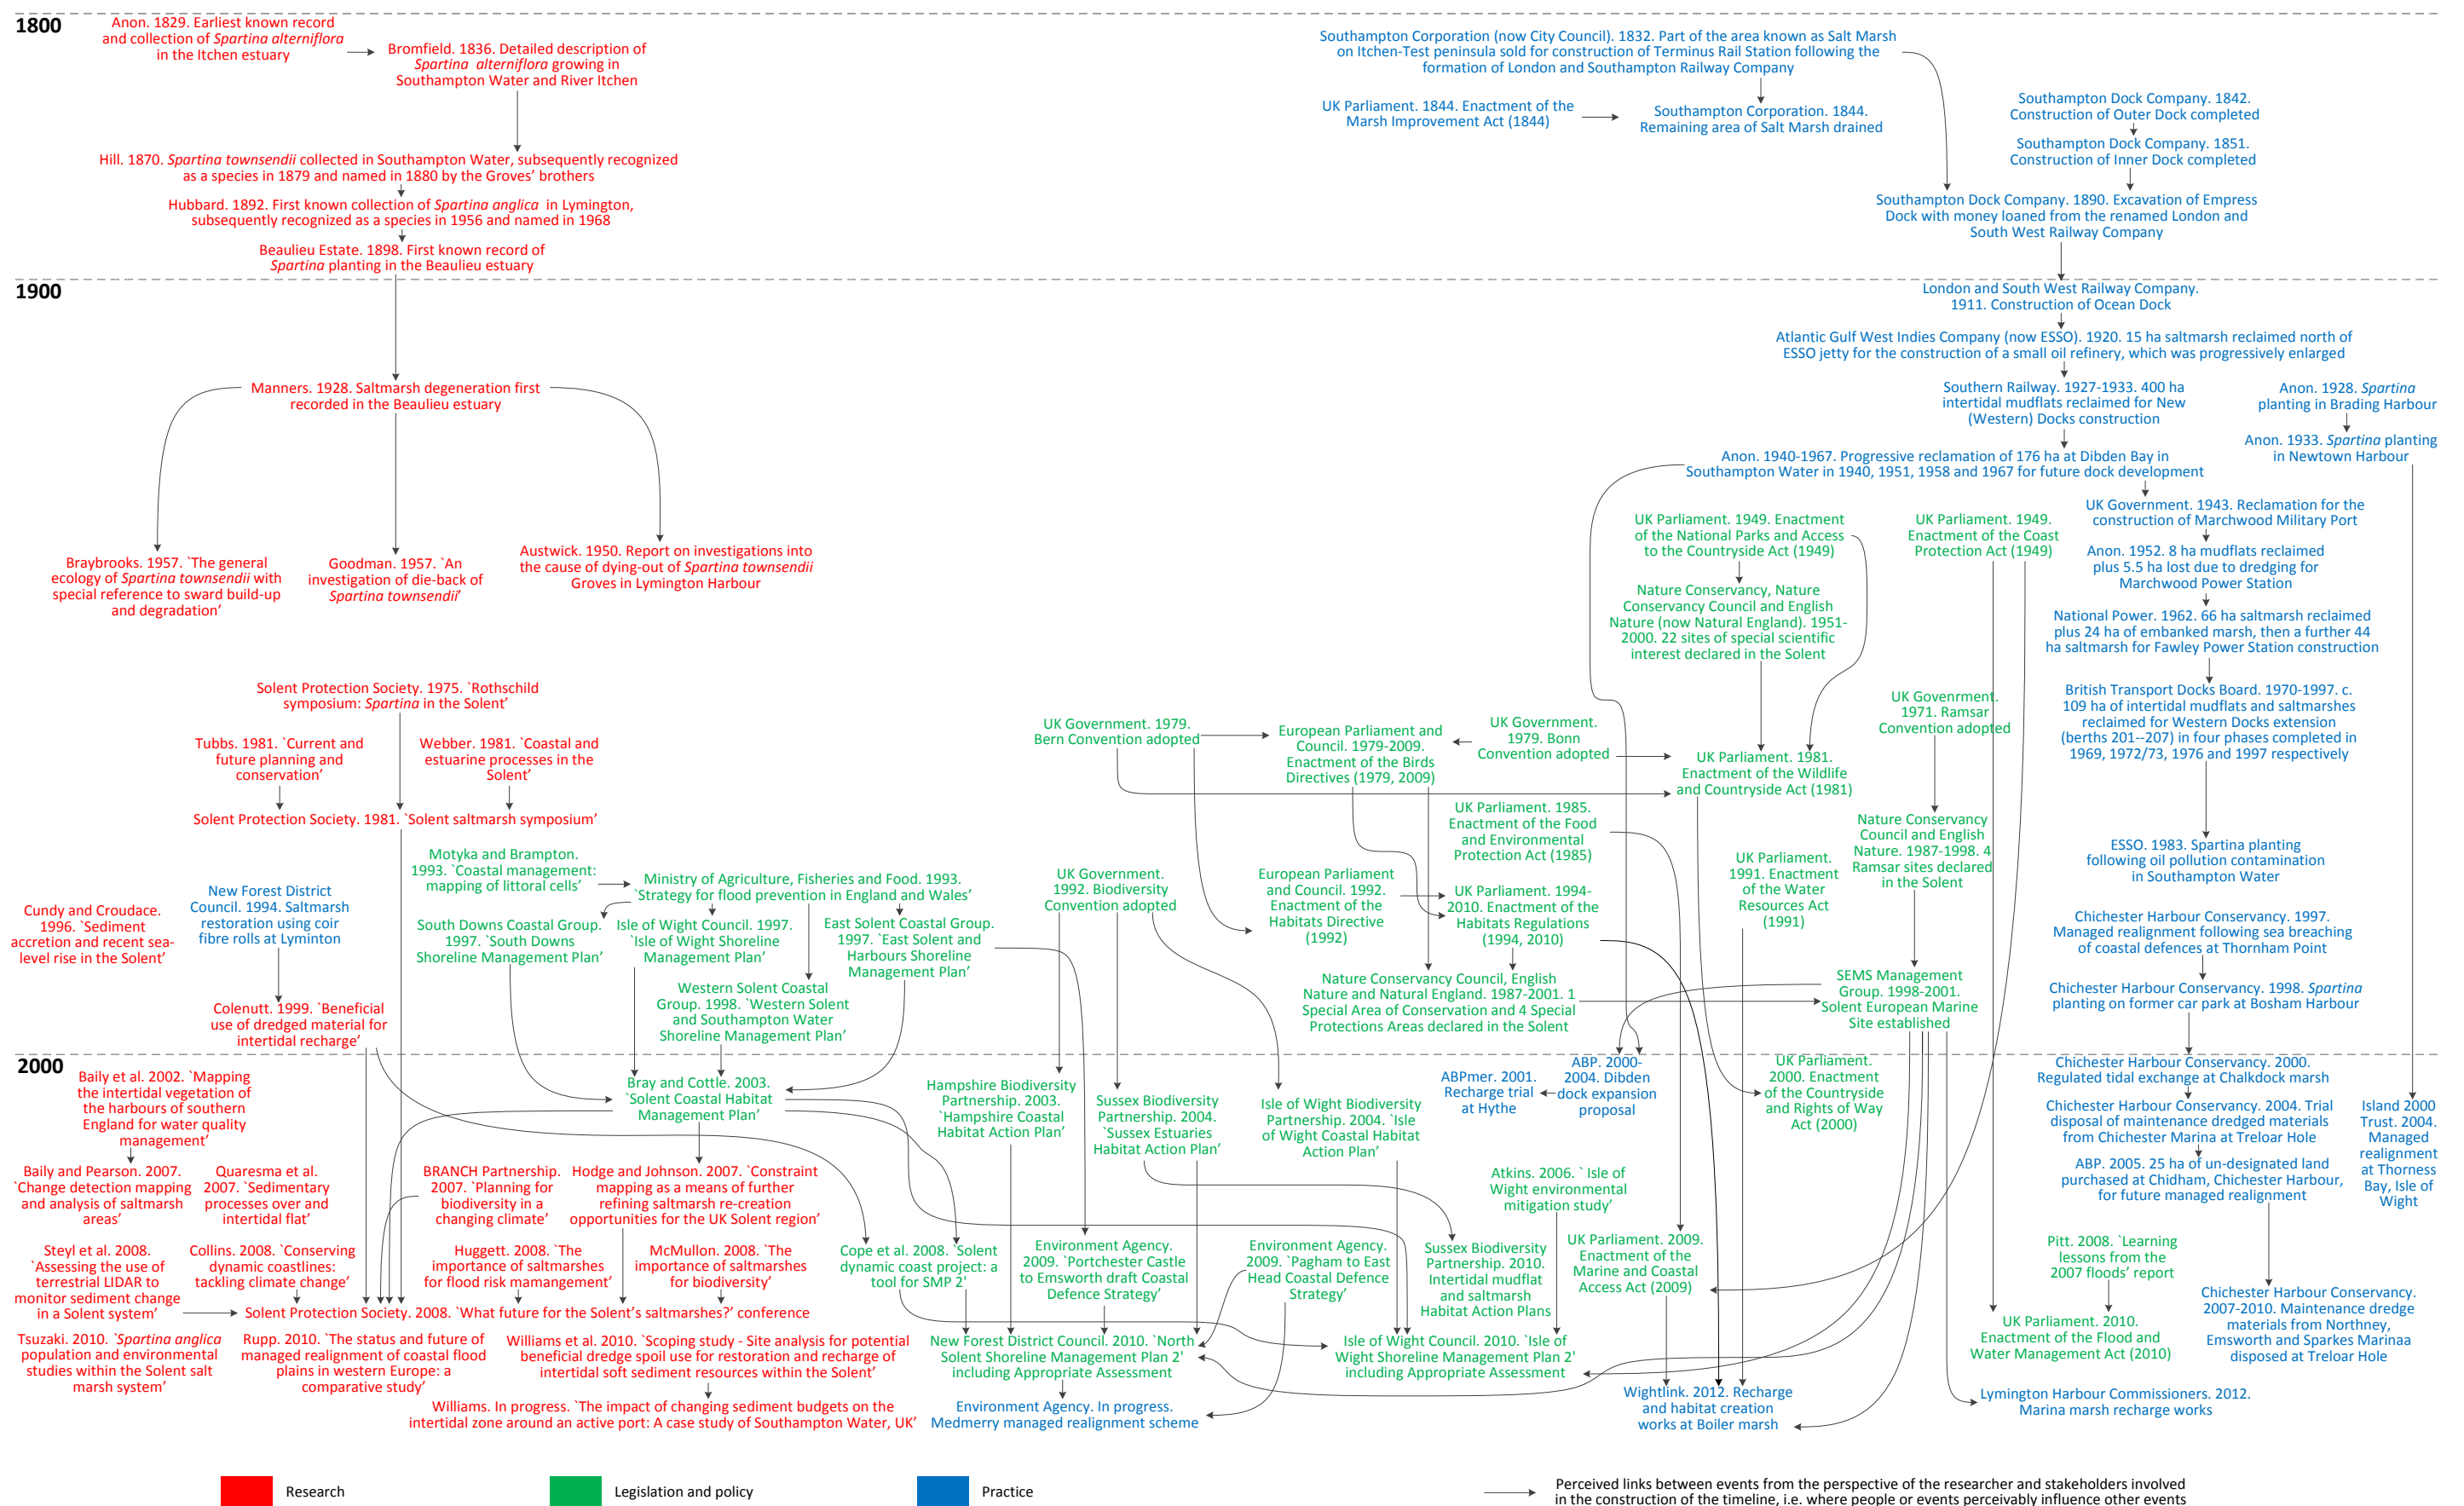 1800
Anon. 1829. Earliest known record
and collection of Spartina alterniflora
in the Itchen estuary
Bromfield. 1836. Detailed description of
Spartina alterniflora growing in
Southampton Water and River Itchen
Hill. 1870. Spartina townsendii collected in Southampton Water, subsequently recognized
as a species in 1879 and named in 1880 by the Groves' brothers
Hubbard. 1892. First known collection of Spartina anglica in Lymington,
subsequently recognized as a species in 1956 and named in 1968
Beaulieu Estate. 1898. First known record of
Spartina planting in the Beaulieu estuary
Southampton Corporation (now City Council). 1832. Part of the area known as Salt Marsh
on Itchen-Test peninsula sold for construction of Terminus Rail Station following the
formation of London and Southampton Railway Company
UK Parliament. 1844. Enactment of the
Marsh Improvement Act (1844)
Southampton Corporation. 1844.
Remaining area of Salt Marsh drained
Southampton Dock Company. 1842.
Construction of Outer Dock completed
Southampton Dock Company. 1851.
Construction of Inner Dock completed
Southampton Dock Company. 1890. Excavation of Empress
Dock with money loaned from the renamed London and
South West Railway Company
1900
London and South West Railway Company.
1911. Construction of Ocean Dock
Atlantic Gulf West Indies Company (now ESSO). 1920. 15 ha saltmarsh reclaimed north of
ESSO jetty for the construction of a small oil refinery, which was progressively enlarged
Southern Railway. 1927-1933. 400 ha
intertidal mudflats reclaimed for New
(Western) Docks construction
Anon. 1928. Spartina
planting in Brading Harbour
Anon. 1933. Spartina planting
in Newtown Harbour
Anon. 1940-1967. Progressive reclamation of 176 ha at Dibden Bay in
Southampton Water in 1940, 1951, 1958 and 1967 for future dock development
Manners. 1928. Saltmarsh degeneration first
recorded in the Beaulieu estuary
Braybrooks. 1957. `The general
ecology of Spartina townsendii with
special reference to sward build-up
and degradation'
Goodman. 1957. `An
investigation of die-back of
Spartina townsendii'
Austwick. 1950. Report on investigations into
the cause of dying-out of Spartina townsendii
Groves in Lymington Harbour
UK Parliament. 1949. Enactment
of the National Parks and Access
to the Countryside Act (1949)
UK Parliament. 1949.
Enactment of the Coast
Protection Act (1949)
UK Government. 1943. Reclamation for the
construction of Marchwood Military Port
Anon. 1952. 8 ha mudflats reclaimed
plus 5.5 ha lost due to dredging for
Marchwood Power Station
Nature Conservancy, Nature
Conservancy Council and English
Nature (now Natural England). 1951-
2000. 22 sites of special scientific
interest declared in the Solent
National Power. 1962. 66 ha saltmarsh reclaimed
plus 24 ha of embanked marsh, then a further 44
ha saltmarsh for Fawley Power Station construction
British Transport Docks Board. 1970-1997. c.
109 ha of intertidal mudflats and saltmarshes
reclaimed for Western Docks extension
(berths 201--207) in four phases completed in
1969, 1972/73, 1976 and 1997 respectively
Solent Protection Society. 1975. `Rothschild
symposium: Spartina in the Solent'
Tubbs. 1981. `Current and
future planning and
conservation'
Webber. 1981. `Coastal and
estuarine processes in the
Solent'
Solent Protection Society. 1981. `Solent saltmarsh symposium'
UK Government. 1979.
Bern Convention adopted
European Parliament and
Council. 1979-2009.
Enactment of the Birds
Directives (1979, 2009)
UK Government.
1979. Bonn
Convention adopted
UK Govenrment.
1971. Ramsar
Convention adopted
UK Parliament. 1981.
Enactment of the Wildlife
and Countryside Act (1981)
UK Parliament. 1985.
Enactment of the Food
and Environmental
Protection Act (1985)
Nature Conservancy
Council and English
Nature. 1987-1998. 4
Ramsar sites declared
in the Solent
ESSO. 1983. Spartina planting
following oil pollution contamination
in Southampton Water
Motyka and Brampton.
1993. `Coastal management:
mapping of littoral cells'
Ministry of Agriculture, Fisheries and Food. 1993.
`Strategy for flood prevention in England and Wales'
UK Government.
1992. Biodiversity
Convention adopted
European Parliament
and Council. 1992.
Enactment of the
Habitats Directive
(1992)
UK Parliament. 1994-
2010. Enactment of the
Habitats Regulations
(1994, 2010)
UK Parliament.
1991. Enactment
of the Water
Resources Act
(1991)
Cundy and Croudace.
1996. `Sediment
accretion and recent sea-
level rise in the Solent'
New Forest District
Council. 1994. Saltmarsh
restoration using coir
fibre rolls at Lyminton
South Downs Coastal Group.
1997. `South Downs
Shoreline Management Plan'
Isle of Wight Council. 1997.
`Isle of Wight Shoreline
Management Plan'
East Solent Coastal Group.
1997. `East Solent and
Harbours Shoreline
Management Plan'
Chichester Harbour Conservancy. 1997.
Managed realignment following sea breaching
of coastal defences at Thornham Point
Colenutt. 1999. `Beneficial
use of dredged material for
intertidal recharge'
Western Solent Coastal
Group. 1998. `Western Solent
and Southampton Water
Shoreline Management Plan'
Nature Conservancy Council, English
Nature and Natural England. 1987-2001. 1
Special Area of Conservation and 4 Special
Protections Areas declared in the Solent
SEMS Management
Group. 1998-2001.
Solent European Marine
Site established
Chichester Harbour Conservancy. 1998. Spartina
planting on former car park at Bosham Harbour
2000
Baily et al. 2002. `Mapping
the intertidal vegetation of
the harbours of southern
England for water quality
management'
Bray and Cottle. 2003.
`Solent Coastal Habitat
Management Plan'
Hampshire Biodiversity
Partnership. 2003.
`Hampshire Coastal
Habitat Action Plan'
Sussex Biodiversity
Partnership. 2004.
`Sussex Estuaries
Habitat Action Plan'
Isle of Wight Biodiversity
Partnership. 2004. `Isle
of Wight Coastal Habitat
Action Plan'
ABPmer. 2001.
Recharge trial
at Hythe
ABP. 2000-
2004. Dibden
dock expansion
proposal
UK Parliament.
2000. Enactment
of the Countryside
and Rights of Way
Act (2000)
Chichester Harbour Conservancy. 2000.
Regulated tidal exchange at Chalkdock marsh
Chichester Harbour Conservancy. 2004. Trial
disposal of maintenance dredged materials
from Chichester Marina at Treloar Hole
ABP. 2005. 25 ha of un-designated land
purchased at Chidham, Chichester Harbour,
for future managed realignment
Island 2000
Trust. 2004.
Managed
realignment
at Thorness
Bay, Isle of
Wight
Baily and Pearson. 2007.
`Change detection mapping
and analysis of saltmarsh
areas'
Quaresma et al.
2007. `Sedimentary
processes over and
intertidal flat'
BRANCH Partnership.
2007. `Planning for
biodiversity in a
changing climate'
Hodge and Johnson. 2007. `Constraint
mapping as a means of further
refining saltmarsh re-creation
opportunities for the UK Solent region'
Atkins. 2006. ` Isle of
Wight environmental
mitigation study'
Steyl et al. 2008.
`Assessing the use of
terrestrial LIDAR to
monitor sediment change
in a Solent system'
Collins. 2008. `Conserving
dynamic coastlines:
tackling climate change'
Huggett. 2008. `The
importance of saltmarshes
for flood risk mamangement'
McMullon. 2008. `The
importance of saltmarshes
for biodiversity'
Cope et al. 2008. `Solent
dynamic coast project: a
tool for SMP 2'
Environment Agency.
2009. `Portchester Castle
to Emsworth draft Coastal
Defence Strategy'
Environment Agency.
2009. `Pagham to East
Head Coastal Defence
Strategy'
Sussex Biodiversity
Partnership. 2010.
Intertidal mudflat
and saltmarsh
Habitat Action Plans
UK Parliament. 2009.
Enactment of the
Marine and Coastal
Access Act (2009)
Pitt. 2008. `Learning
lessons from the
2007 floods' report
Chichester Harbour Conservancy.
2007-2010. Maintenance dredge
materials from Northney,
Emsworth and Sparkes Marinaa
disposed at Treloar Hole
Solent Protection Society. 2008. `What future for the Solent's saltmarshes?' conference
Tsuzaki. 2010. `Spartina anglica
population and environmental
studies within the Solent salt
marsh system'
Rupp. 2010. `The status and future of
managed realignment of coastal flood
plains in western Europe: a
comparative study'
Williams et al. 2010. `Scoping study - Site analysis for potential
beneficial dredge spoil use for restoration and recharge of
intertidal soft sediment resources within the Solent'
New Forest District Council. 2010. `North
Solent Shoreline Management Plan 2'
including Appropriate Assessment
Isle of Wight Council. 2010. `Isle of
Wight Shoreline Management Plan 2'
including Appropriate Assessment
UK Parliament. 2010.
Enactment of the Flood and
Water Management Act (2010)
Williams. In progress. `The impact of changing sediment budgets on the
intertidal zone around an active port: A case study of Southampton Water, UK'
Environment Agency. In progress.
Medmerry managed realignment scheme
Wightlink. 2012. Recharge
and habitat creation
works at Boiler marsh
Lymington Harbour Commissioners. 2012.
Marina marsh recharge works
Research
Legislation and policy
Practice
Perceived links between events from the perspective of the researcher and stakeholders involved
in the construction of the timeline, i.e. where people or events perceivably influence other events